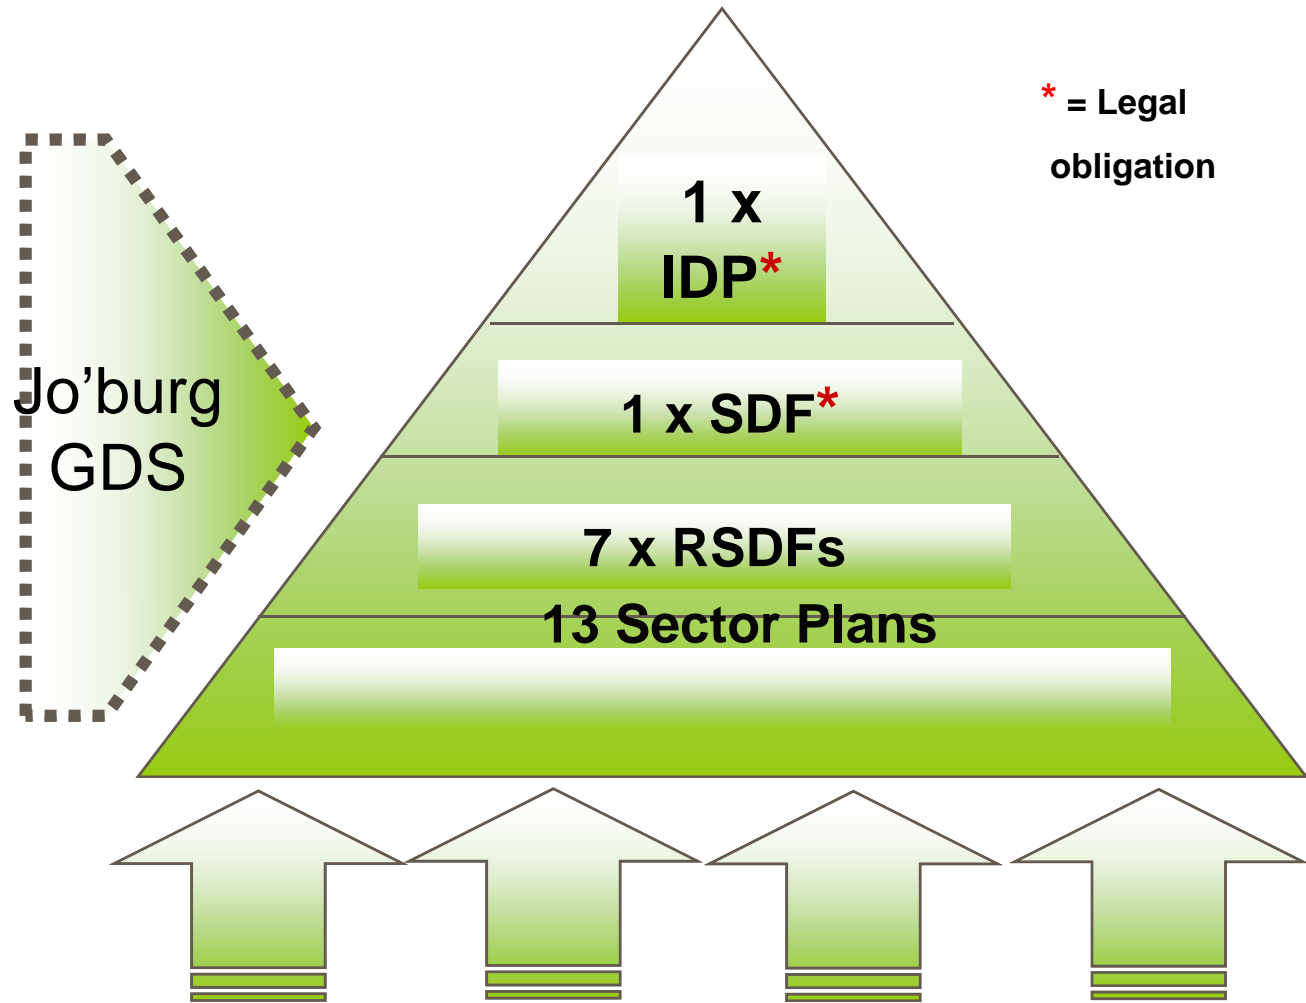 * = Legal
obligation
1 x
IDP*
1 x SDF*
7 x RSDFs
13 Sector Plans
Jo’burg
GDS